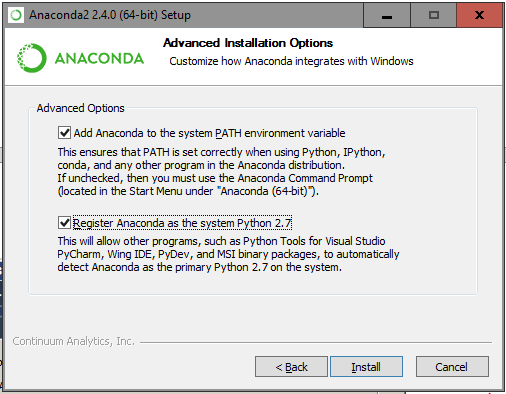 Anaconda2 2.4.0 (64-bit) Setup
ANACONDA
Advanced Installation Options
Customize how Anaconda integrates with Windows
Advanced Options
Add Anaconda to the system PATH environment variable
This ensures that PATH is set correctly when using Python, IPython,
conda, and any other program in the Anaconda distribution.
If unchecked, then you must use the Anaconda Command Prompt
(located in the Start Menu under "Anaconda (64-bit)").
Register Anaconda as the system Python 2.7
This will allow other programs, such as Python Tools for Visual Studio
PyCharm, Wing IDE, PyDev, and MSI binary packages, to automatically
detect Anaconda as the primary Python 2.7 on the system.
Continuum Analytics, Inc.
< Back
Install
Cancel